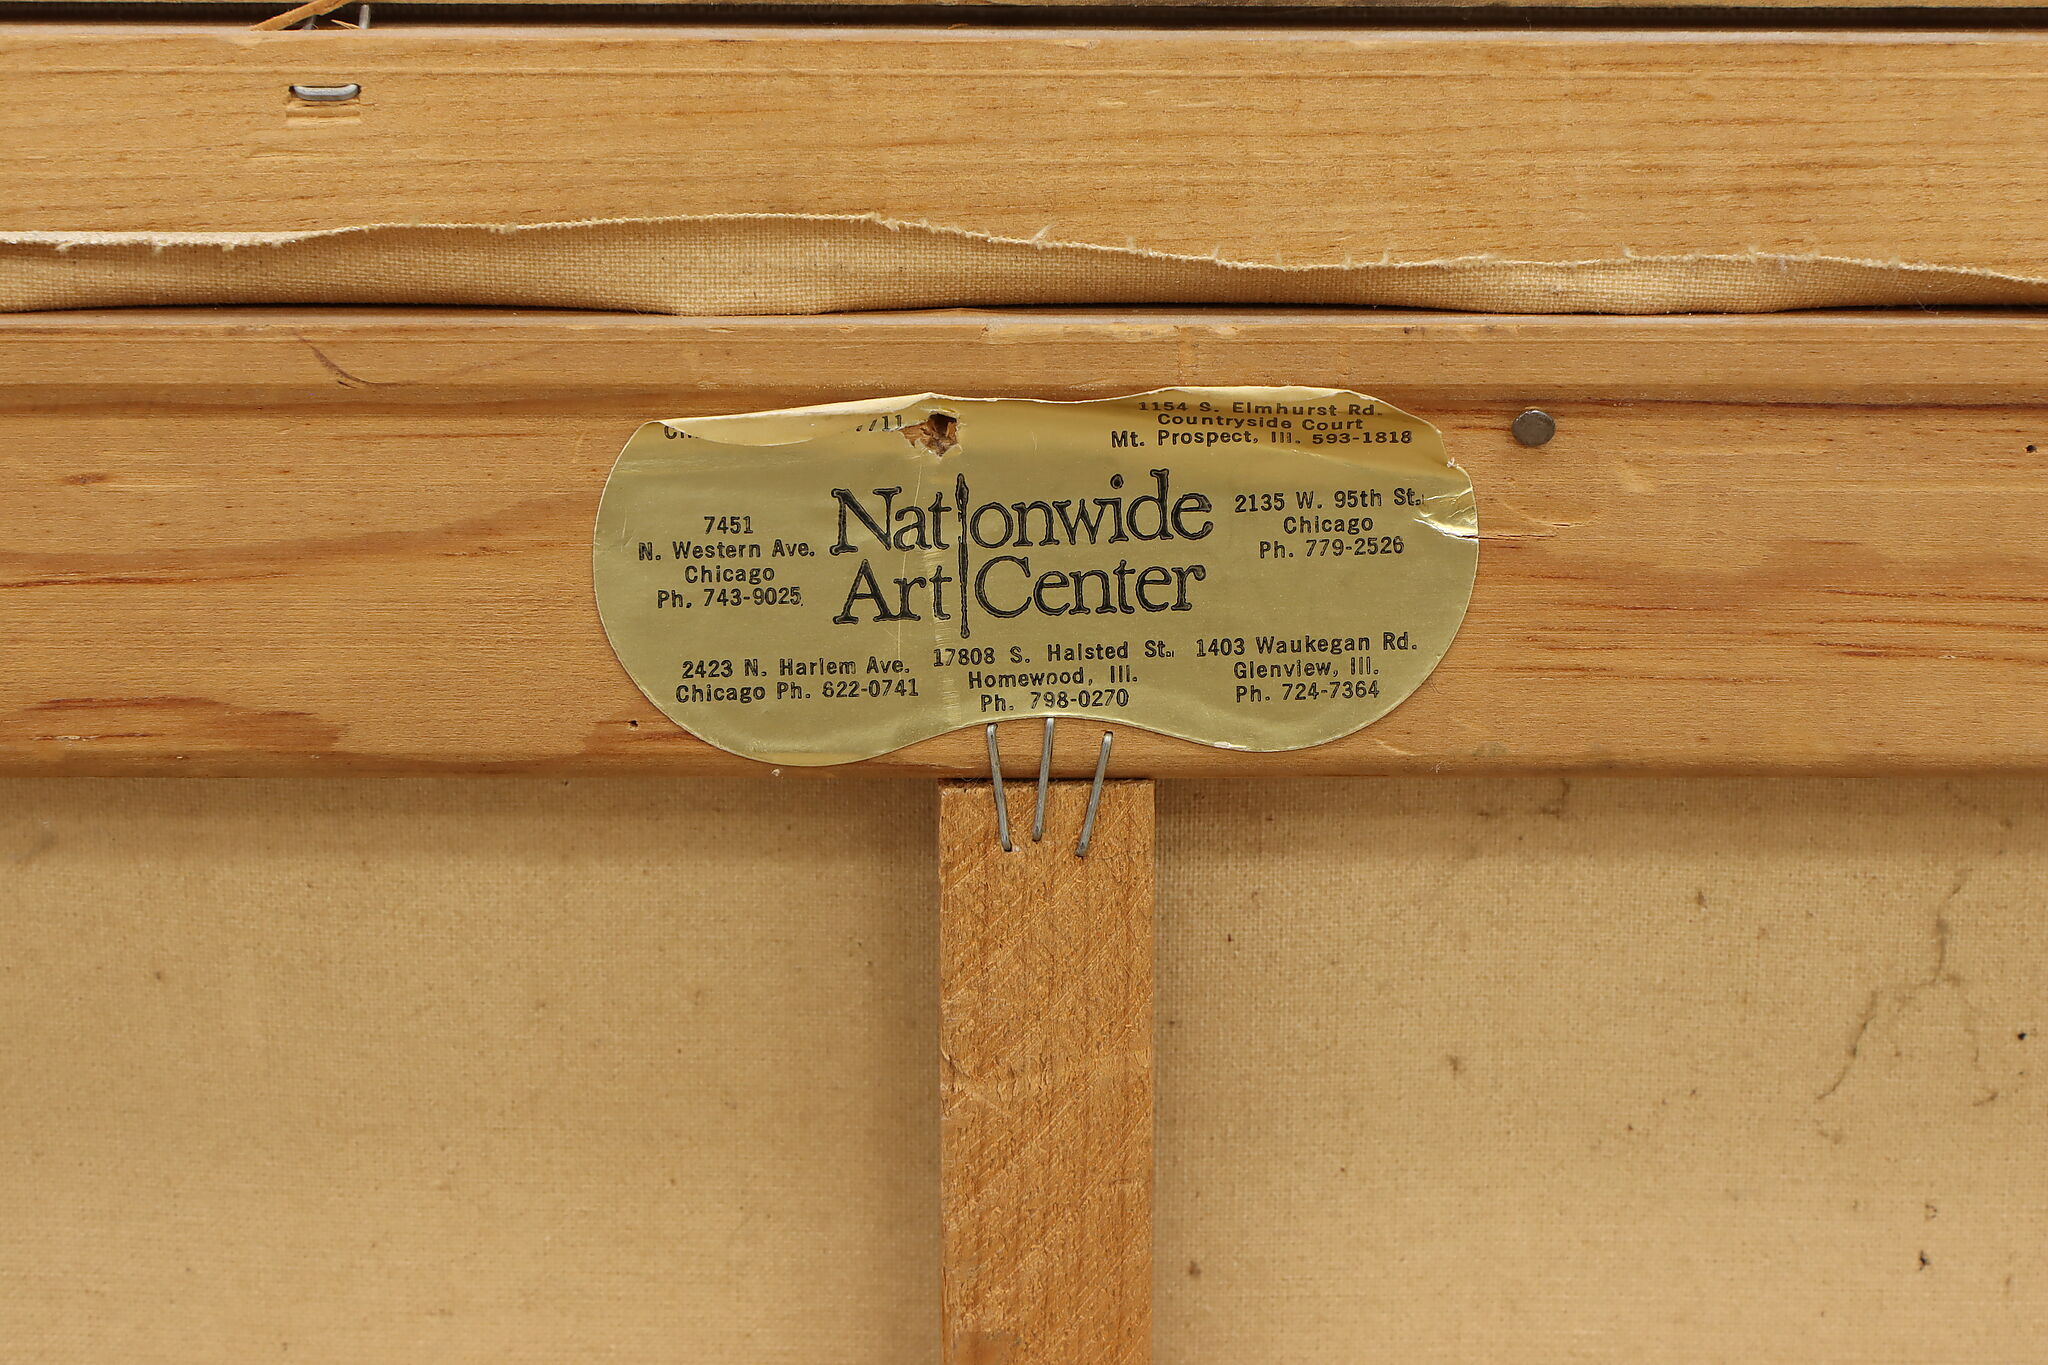 7711
1154 S. Elmhurst Rd.
Countryside Court
Mt. Prospect, Ill. 593-1818
Nationwide
Art Center
7451
N. Western Ave.
Chicago
Ph. 743-9025
2135 W. 95th St.
Chicago
Ph. 779-2526
2423 N. Harlem Ave.
Chicago Ph. 622-0741
17808 S. Halsted St.
Homewood, Ill.
Ph. 798-0270
1403 Waukegan Rd.
Glenview, Ill.
Ph. 724-7364